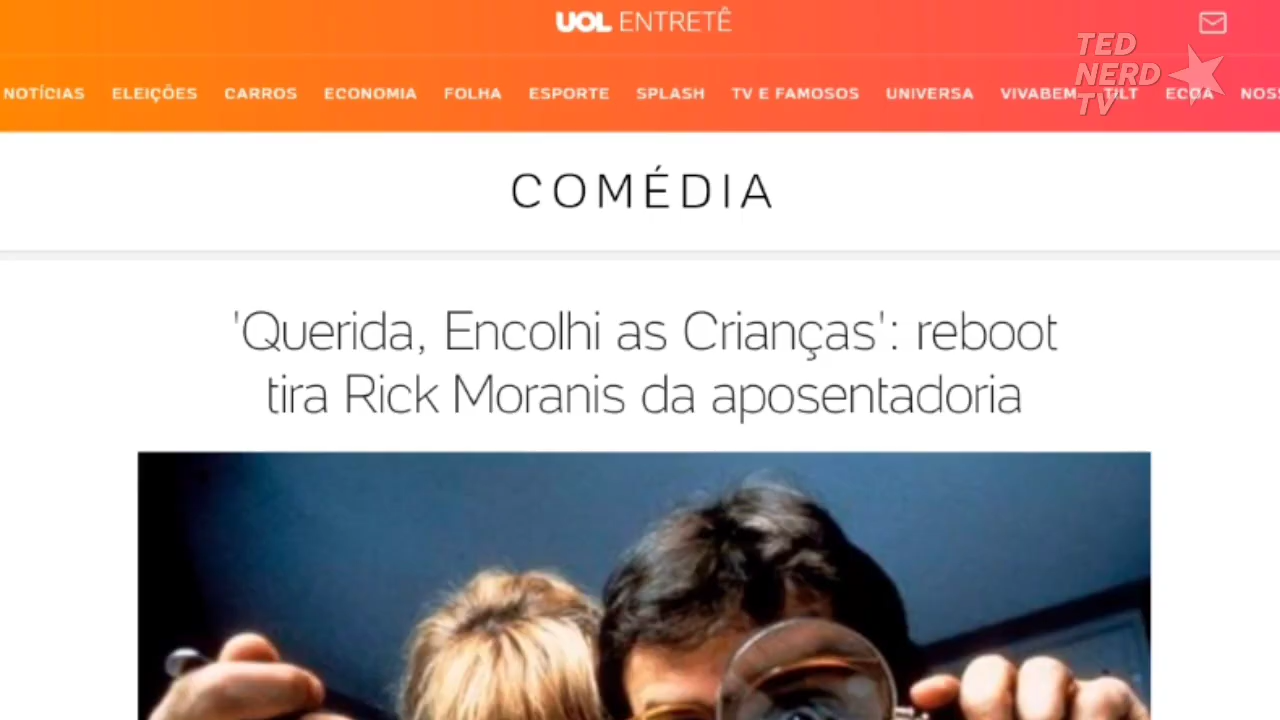 UOL ENTRETÊ
TED
NERD
TV
NOTÍCIAS ELEIÇÕES CARROS ECONOMIA FOLHA ESPORTE SPLASH TV E FAMOSOS UNIVERSA VIVABEM TILT ECOA NOSS
COMÉDIA
'Querida, Encolhi as Crianças': reboot
tira Rick Moranis da aposentadoria